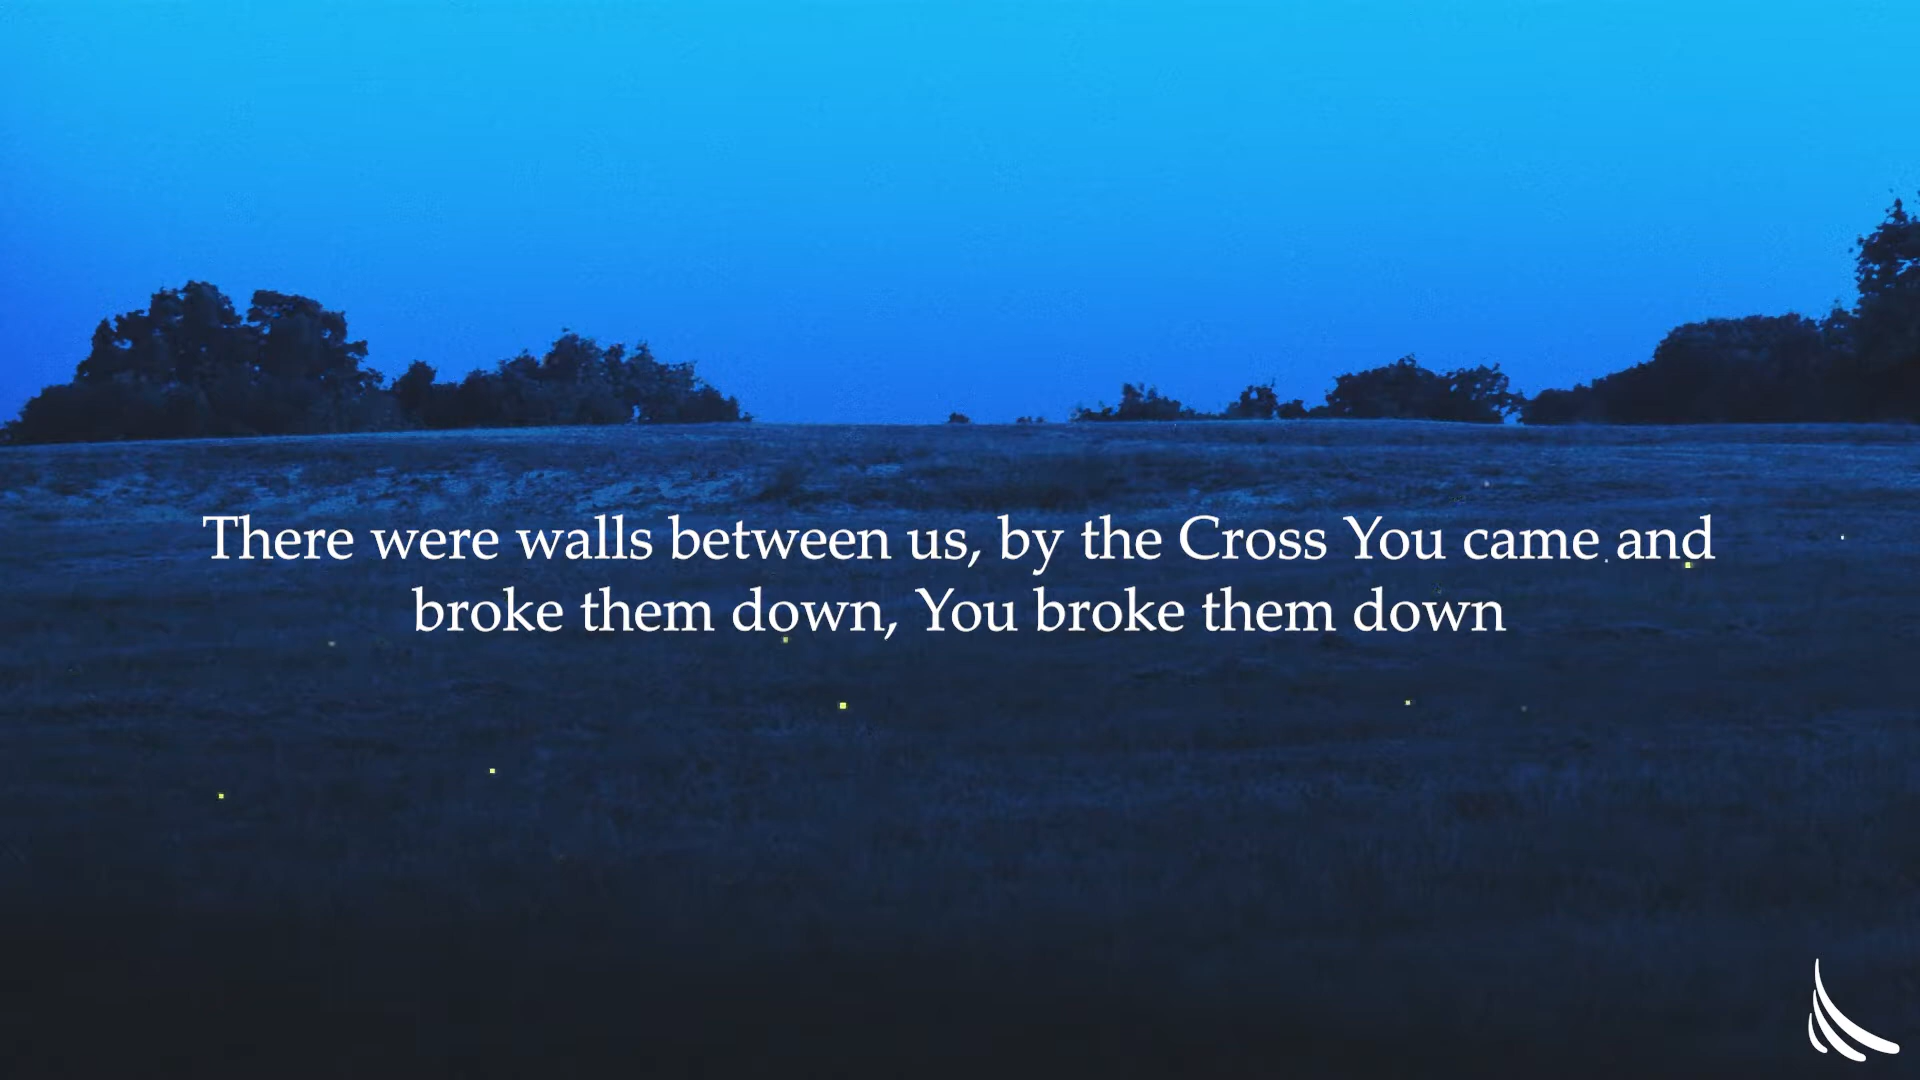 There were walls between us, by the Cross You came and
broke them down, You broke them down